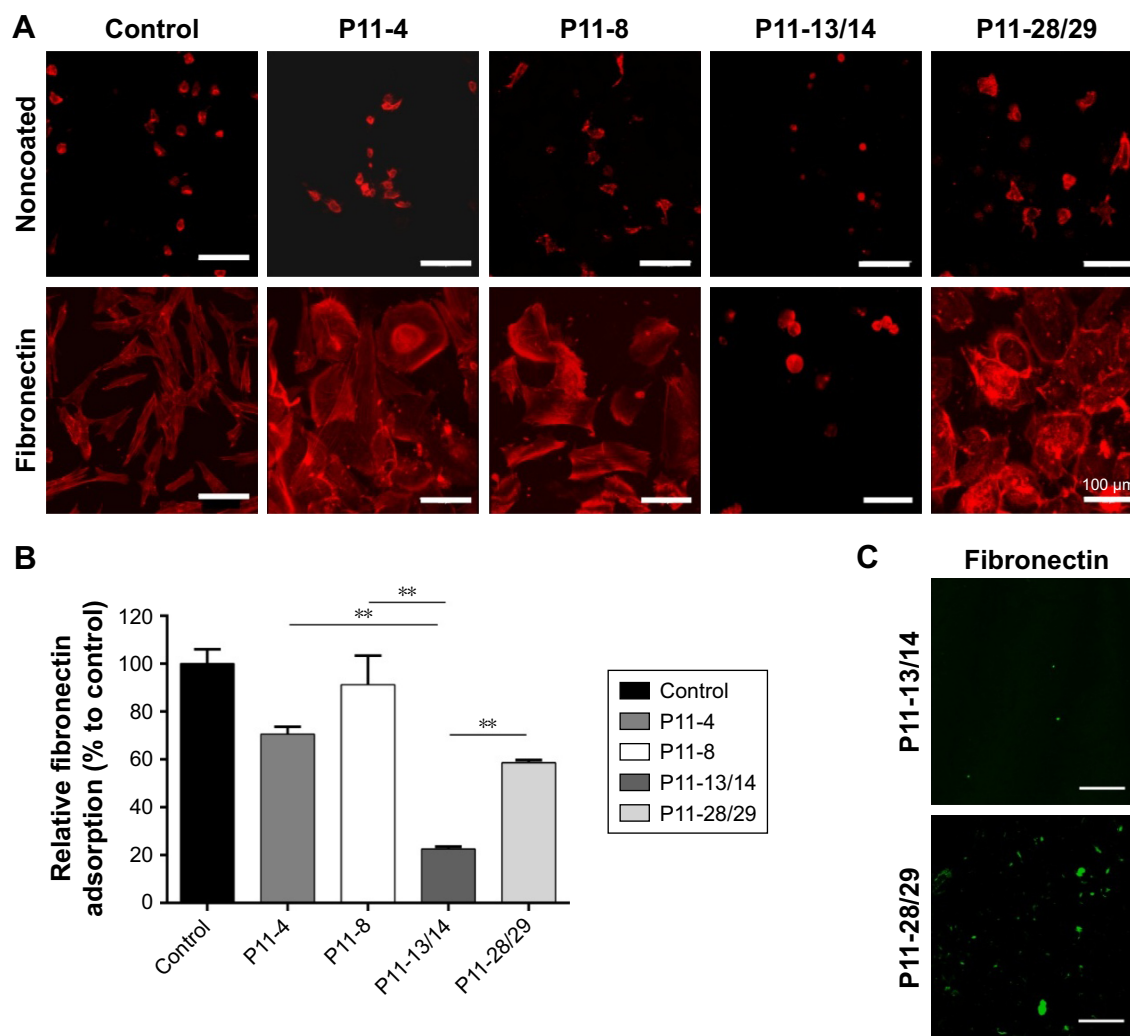 A
Control
P11-4
P11-8
P11-13/14
P11-28/29
Noncoated
Fibronectin
100 µm
B
Relative fibronectin
adsorption (% to control)
120
100
80
60
40
20
0
**
**
**
Control
P11-4
P11-8
P11-13/14
P11-28/29
Control
P11-4
P11-8
P11-13/14
P11-28/29
C
Fibronectin
P11-13/14
P11-28/29